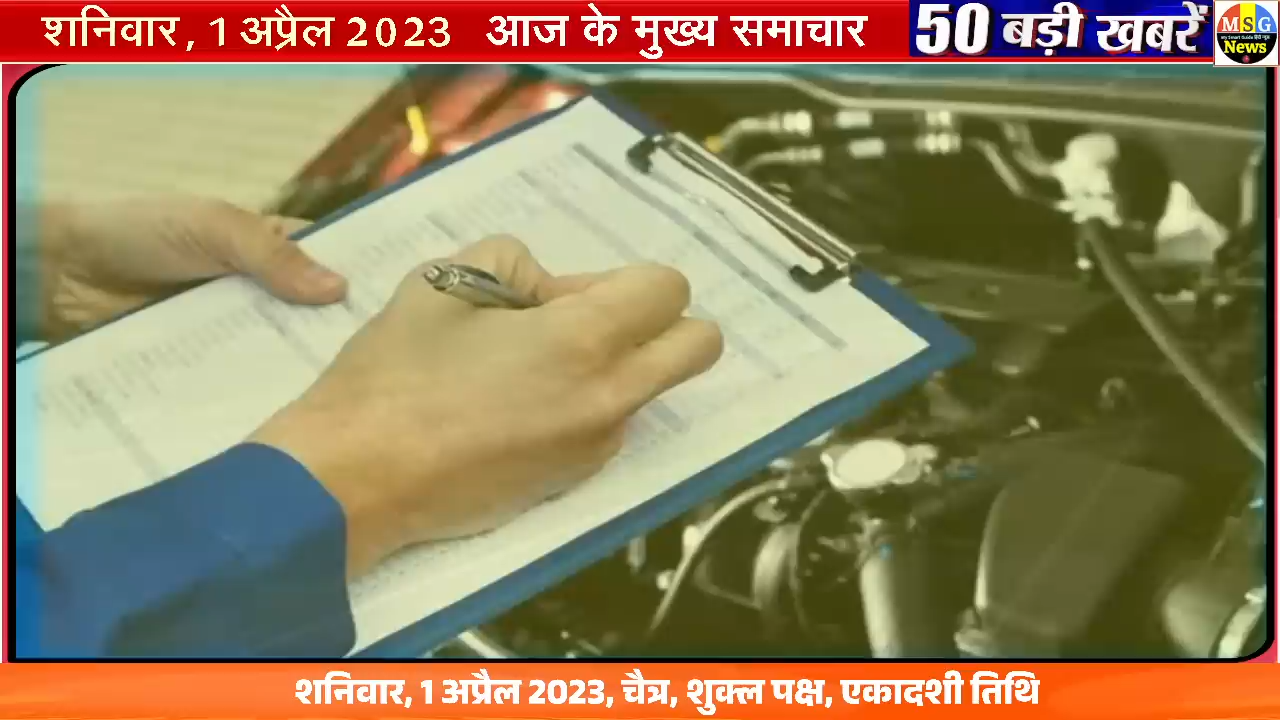 शनिवार, 1 अप्रैल 2023 आज के मुख्य समाचार
50 बड़ी खबरें
MSG
News
शनिवार, 1 अप्रैल 2023, चैत्र, शुक्ल पक्ष, एकादशी तिथि